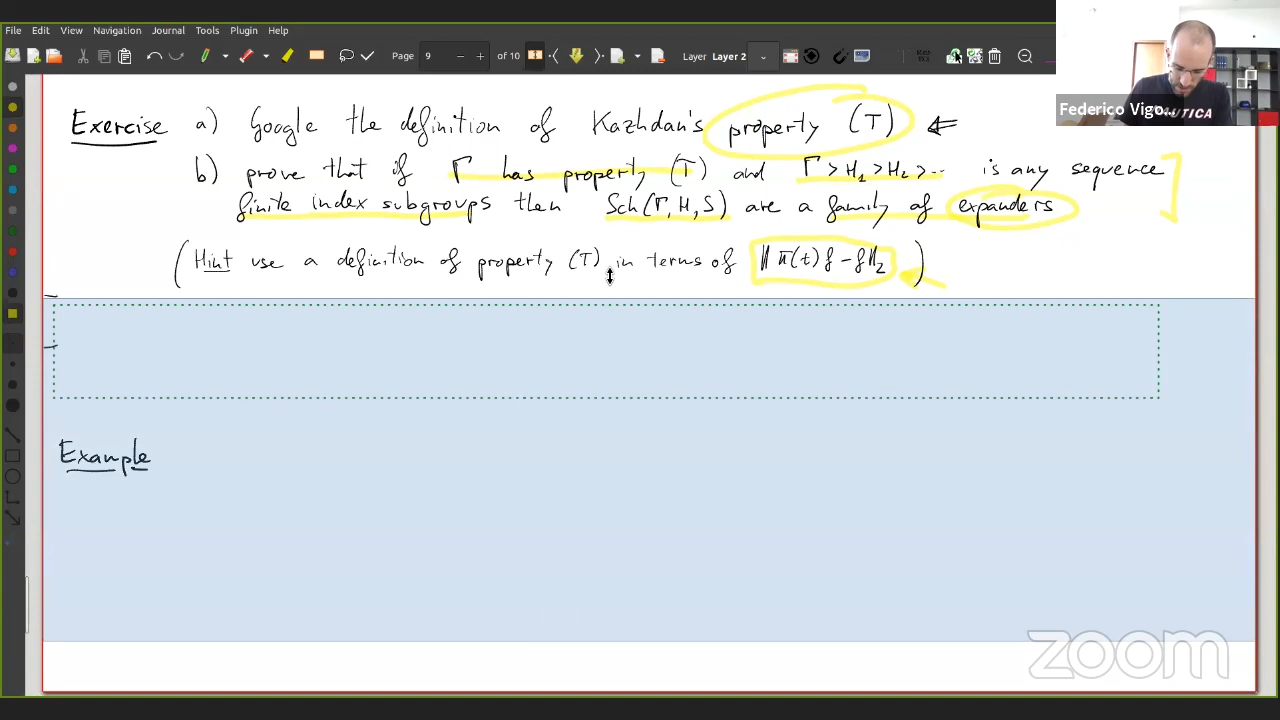 File Edit View Navigation Journal Tools Plugin Help
Page 9 of 10 Layer Layer 2
Federico Vigo...
NAUTICA
Exercise a) Google the definition of Kazhdan's property (T) ⇐
b) prove that if Γ has property (T) and Γ > H₁ > H₂ > ... is any sequence
finite index subgroups then Sch(Γ, H, S) are a family of expanders
(Hint use a definition of property (T) in terms of ‖π(t)f - f‖₂)
Example
zoom